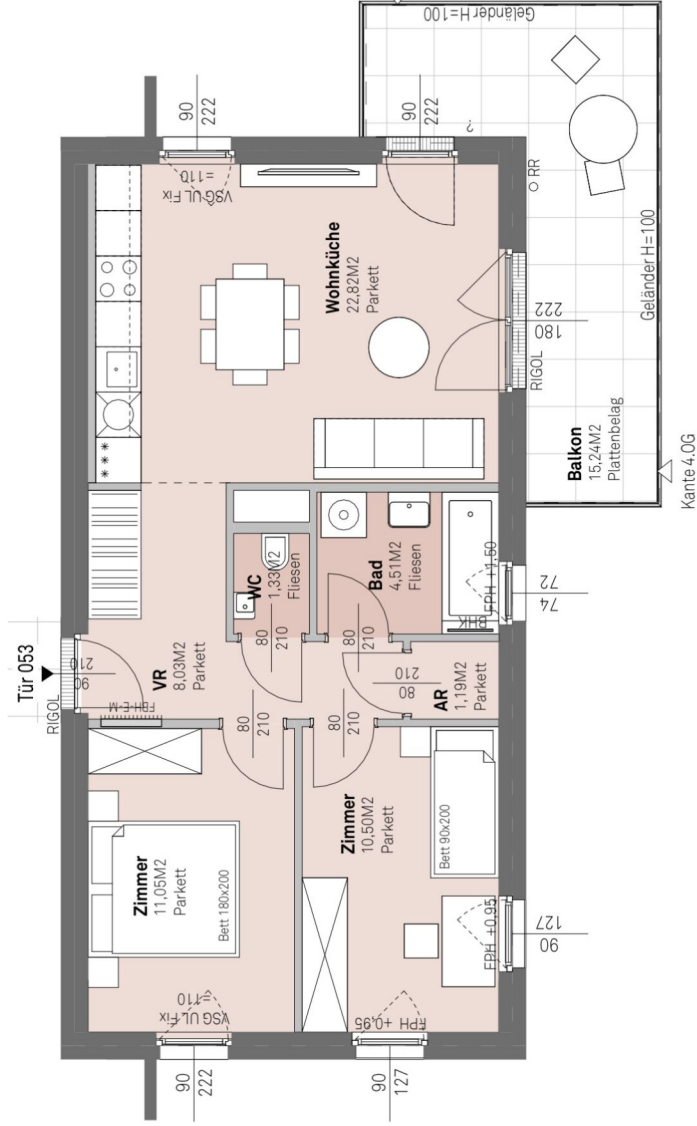 Geländer H=100
90
222
90
222
?
VSG UL Fix
=110
RR
Wohnküche
22,82M2
Parkett
Geländer H=100
180
222
RIGOL
Balkon
15,24M2
Plattenbelag
Kante 4.OG
WC
1,33M2
Fliesen
Bad
4,51M2
Fliesen
FPH +1,50
BHK
74
72
Tür 053
RIGOL
90
210
FBH-E-M
VR
8,03M2
Parkett
80
210
80
210
80
210
AR
1,19M2
Parkett
80
210
80
210
Zimmer
11,05M2
Parkett
Bett 180x200
Zimmer
10,50M2
Parkett
Bett 90x200
VSG UL Fix
=110
FPH +0,95
FPH +0,95
90
127
90
222
90
127